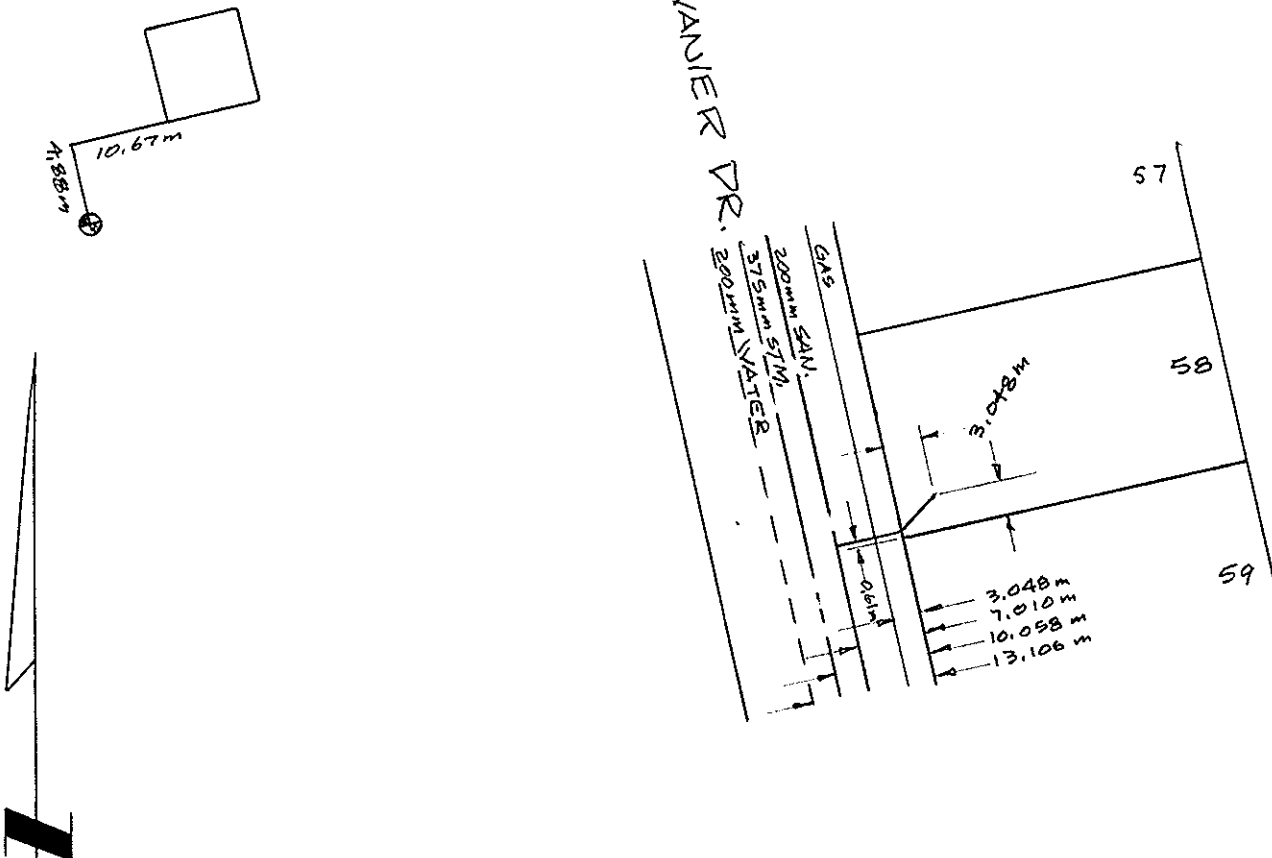 10.67m
4.88m
VANIER DR.
GAS
200mm SAN.
375mm STM.
200mm WATER
57
58
59
3.048m
0.61m
3.048 m
7.010 m
10.058 m
13.106 m